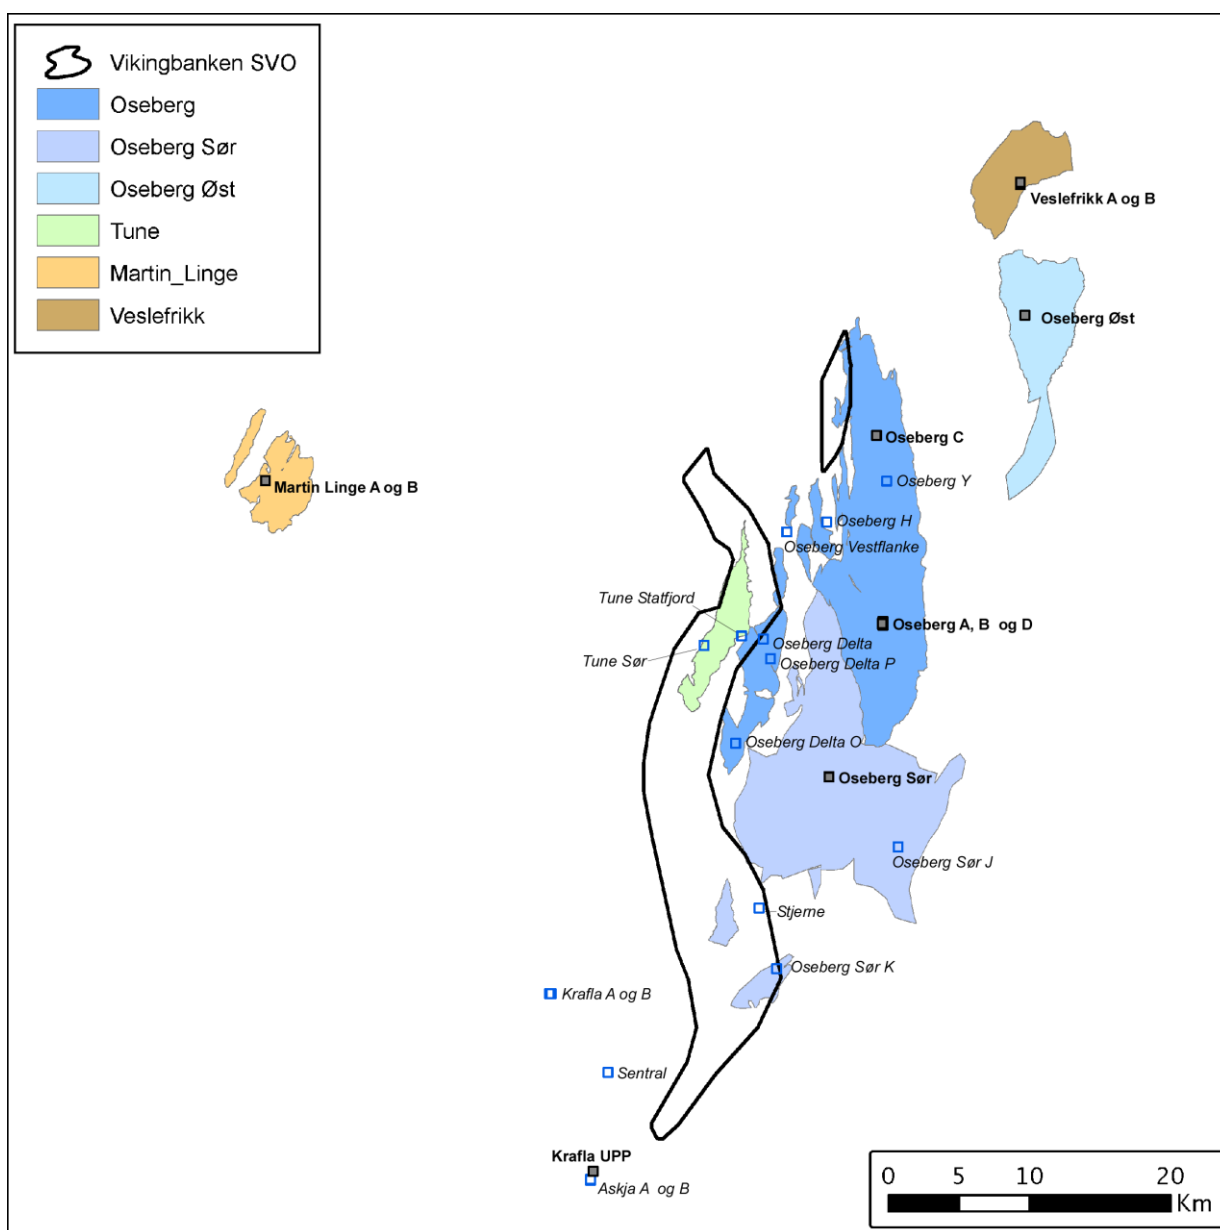 Vikingbanken SVO
Oseberg
Oseberg Sør
Oseberg Øst
Tune
Martin_Linge
Veslefrikk
Veslefrikk A og B
Oseberg Øst
Oseberg C
Martin Linge A og B
Oseberg Y
Oseberg H
Oseberg Vestflanke
Tune Statfjord
Oseberg A, B og D
Oseberg Delta
Tune Sør
Oseberg Delta P
Oseberg Delta O
Oseberg Sør
Oseberg Sør J
Stjerne
Oseberg Sør K
Krafla A og B
Sentral
Krafla UPP
Askja A og B
0 5 10 20
Km